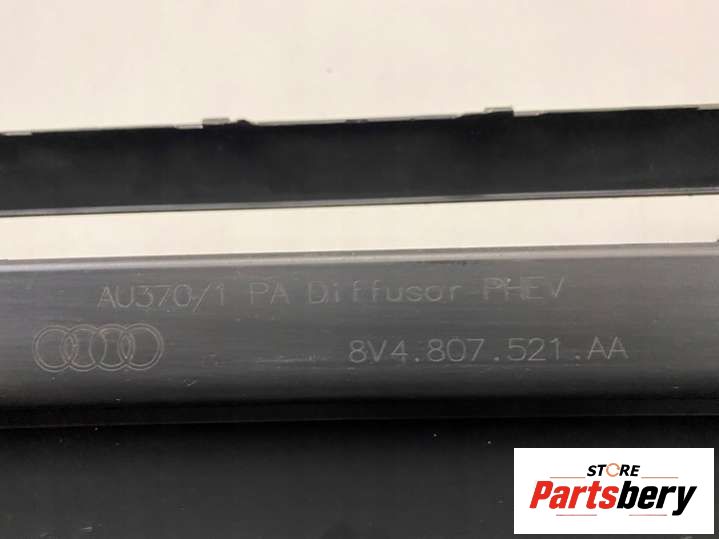 AU370/1 PA Diffusor PHEV
8V4.807.521.AA
STORE
Partsbery